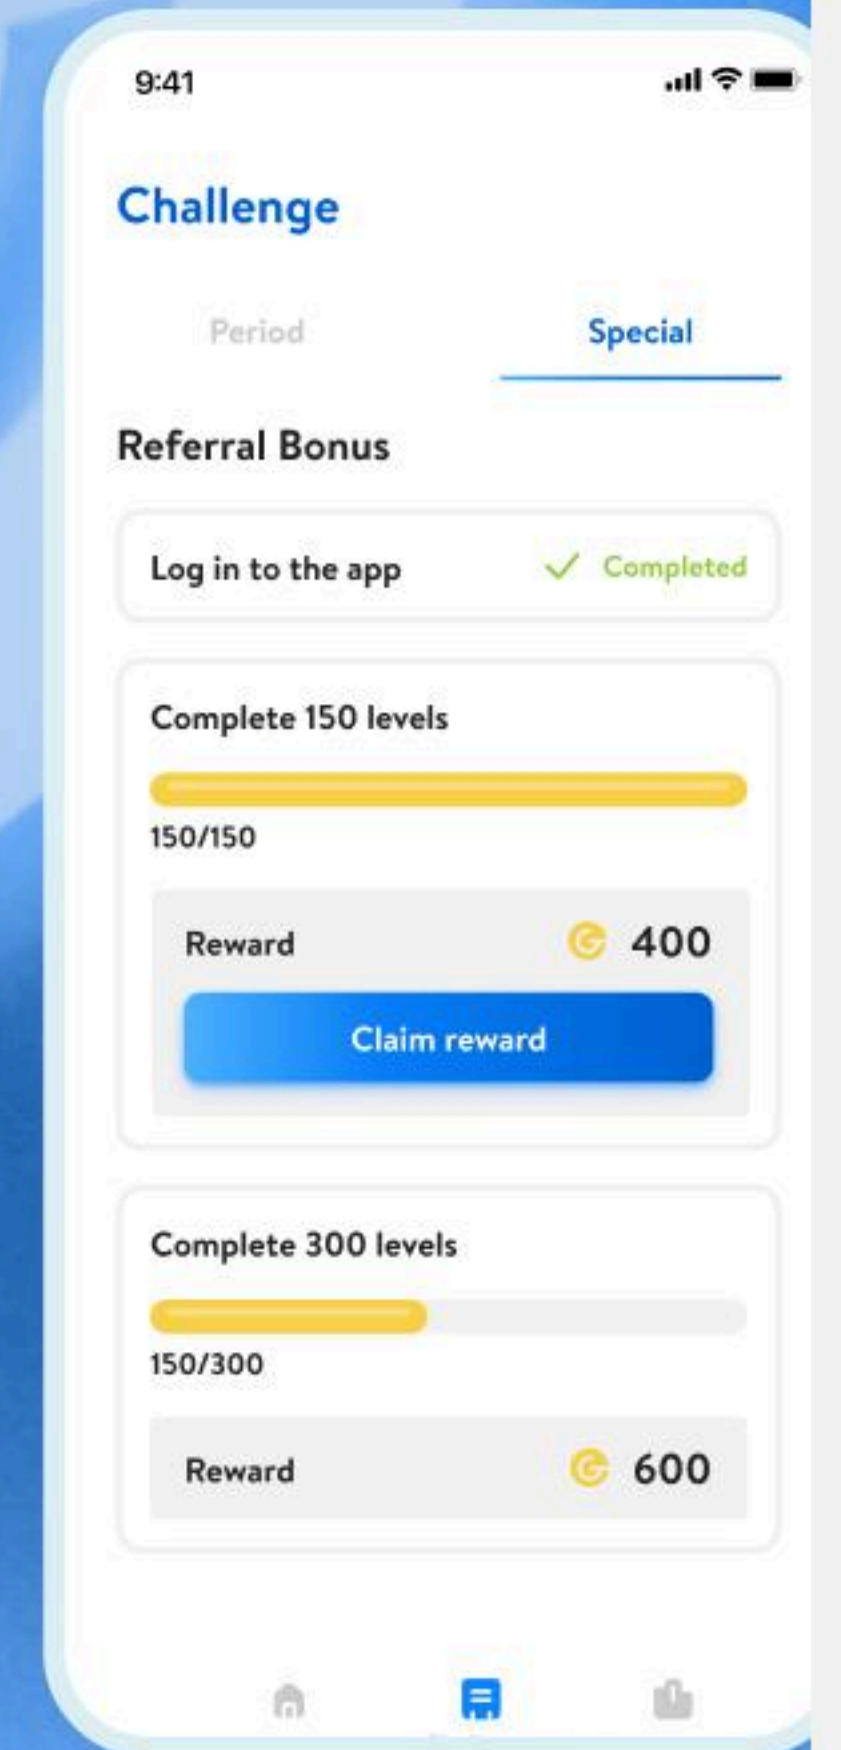 9:41
Challenge
Period
Special
Referral Bonus
Log in to the app
Completed
Complete 150 levels
150/150
Reward
400
Claim reward
Complete 300 levels
150/300
Reward
600